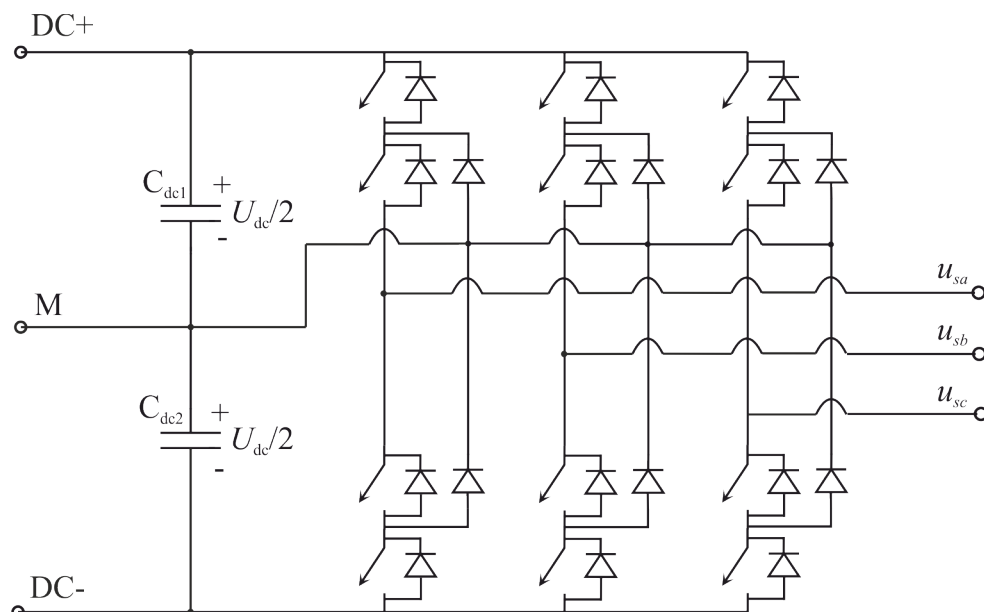 DC+
C_dc1
+
U_dc/2
-
M
u_sa
u_sb
u_sc
C_dc2
+
U_dc/2
-
DC-